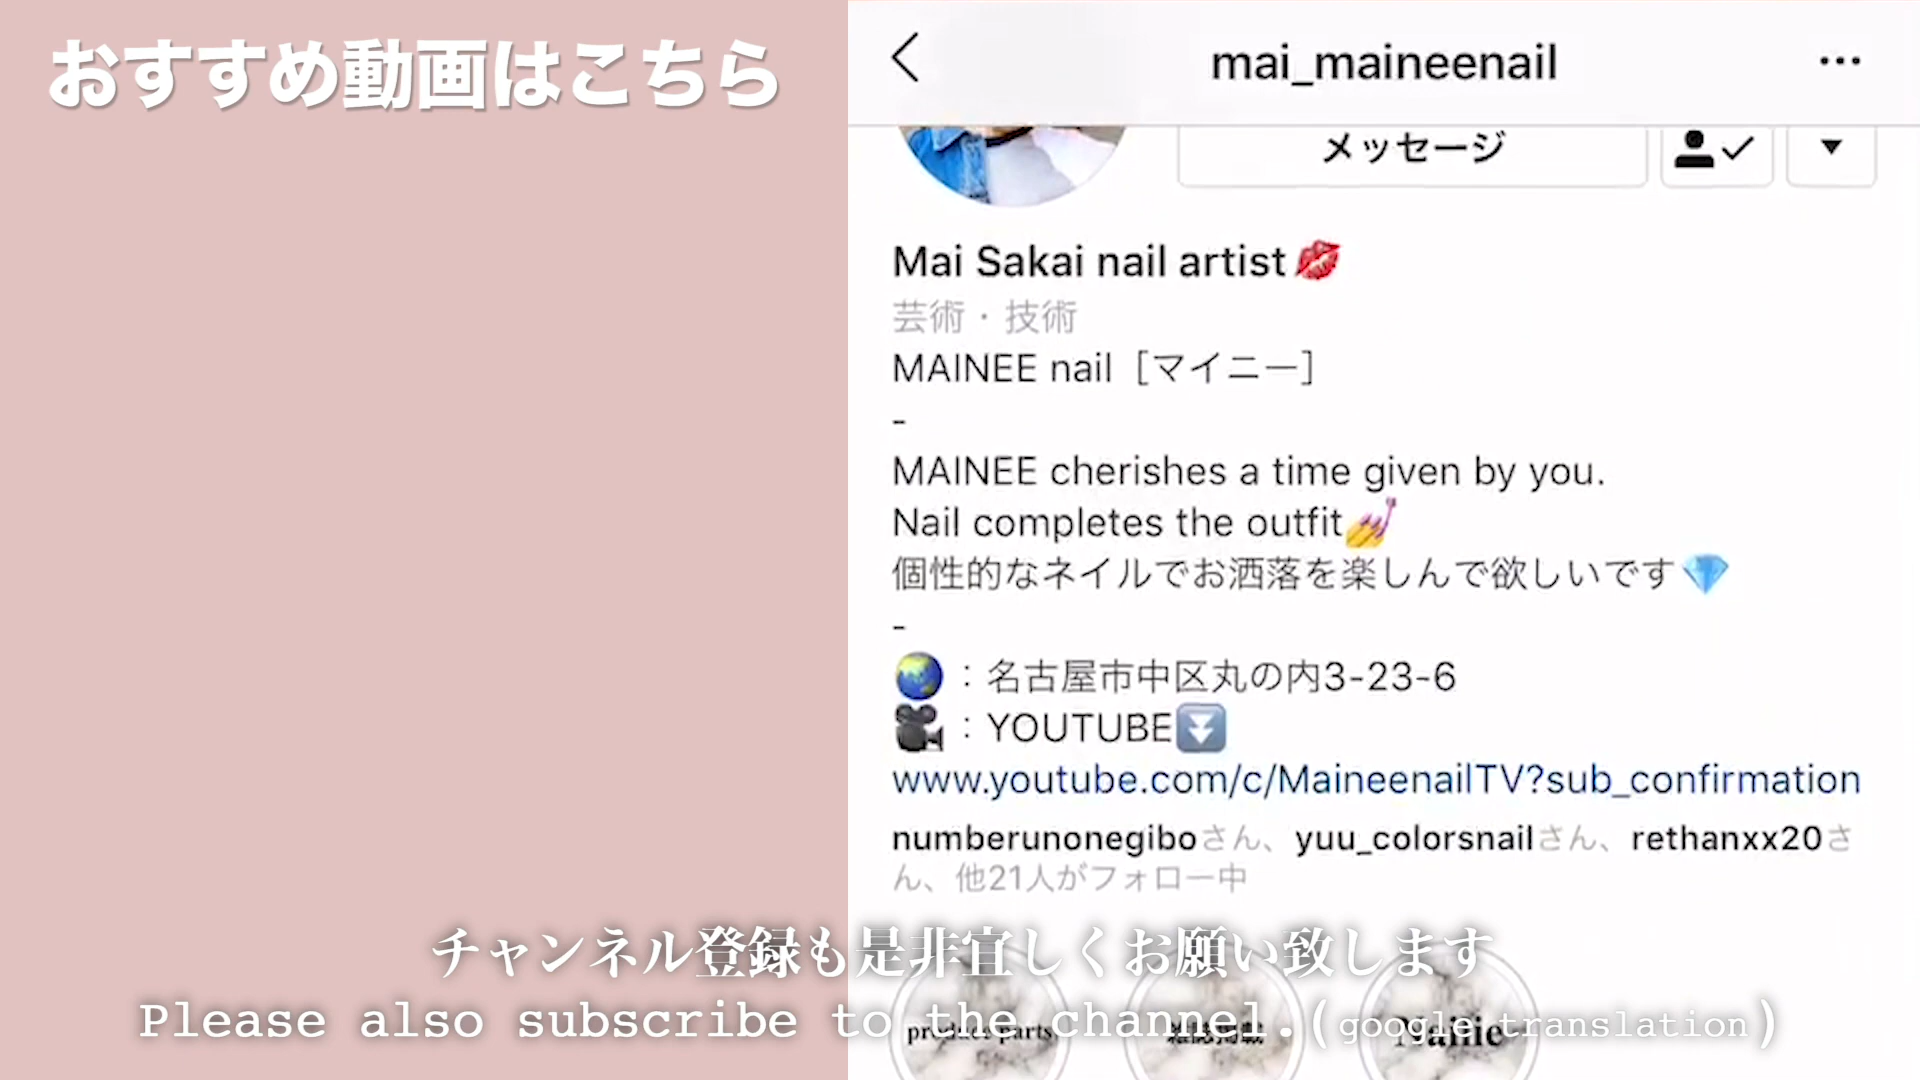 おすすめ動画はこちら
mai_maineenail
メッセージ
Mai Sakai nail artist💋
芸術・技術
MAINEE nail［マイニー］
-
MAINEE cherishes a time given by you.
Nail completes the outfit💅
個性的なネイルでお洒落を楽しんで欲しいです💎
-
🌏：名古屋市中区丸の内3-23-6
🎥：YOUTUBE⏬
www.youtube.com/c/MaineenailTV?sub_confirmation
numberunonegiboさん、yuu_colorsnailさん、rethanxx20さ
ん、他21人がフォロー中
チャンネル登録も是非宜しくお願い致します
Please also subscribe to the channel.(google translation)
product parts
雑誌掲載